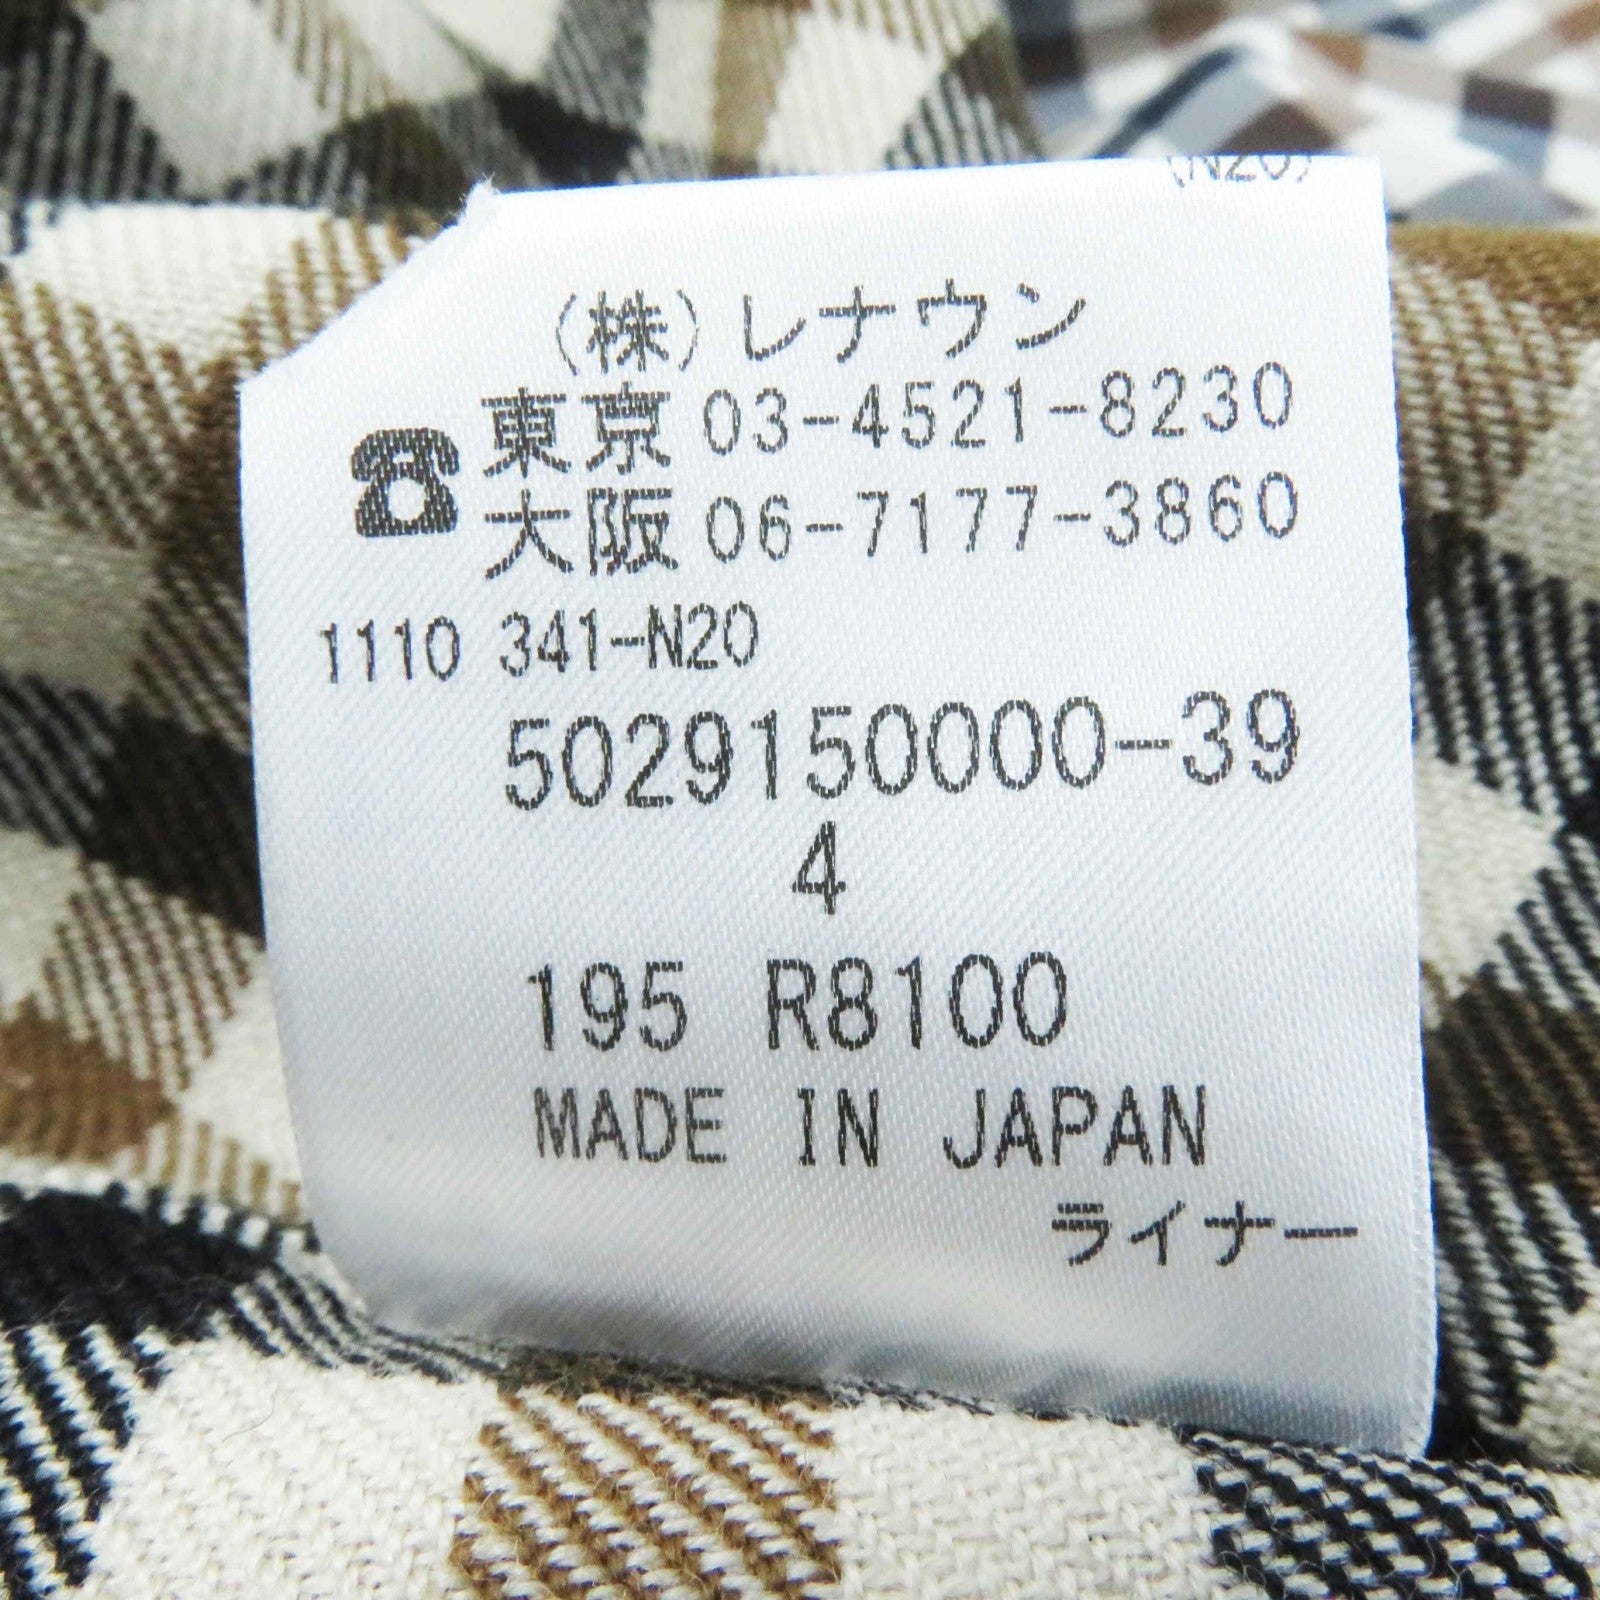 (N20)
(株)レナウン
☎東京 03-4521-8230
大阪 06-7177-3860
1110 341-N20
5029150000-39
4
195 R8100
MADE IN JAPAN
ライナー